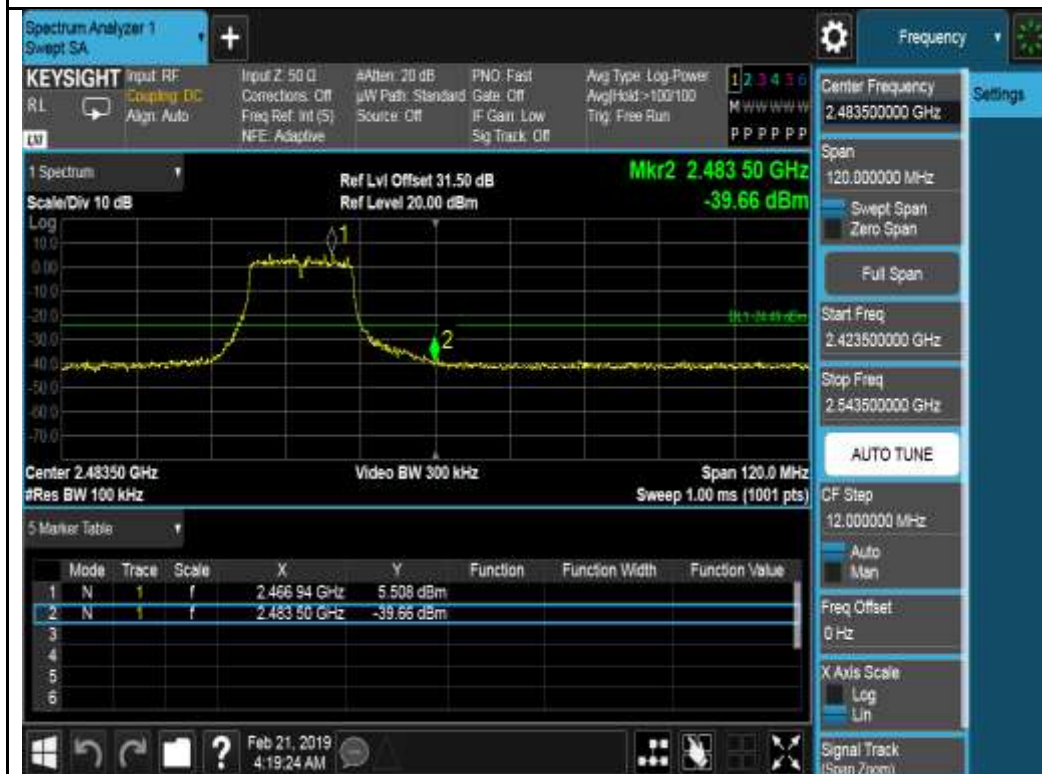 Spectrum Analyzer 1
Swept SA
+
Frequency
KEYSIGHT
RL
Input: RF
Coupling: DC
Align: Auto
Input Z: 50 Ω
Corrections: Off
Freq Ref: Int (S)
NFE: Adaptive
#Atten: 20 dB
µW Path: Standard
Source: Off
PNO: Fast
Gate: Off
IF Gain: Low
Sig Track: Off
Avg Type: Log-Power
Avg|Hold:>100/100
Trig: Free Run
1 2 3 4 5 6
M W W W W W
P P P P P P
1 Spectrum
Scale/Div 10 dB
Ref Lvl Offset 31.50 dB
Ref Level 20.00 dBm
Mkr2 2.483 50 GHz
-39.66 dBm
Log
10.0
0.00
-10.0
-20.0
-30.0
-40.0
-50.0
-60.0
-70.0
1
2
Center 2.48350 GHz
#Res BW 100 kHz
Video BW 300 kHz
Span 120.0 MHz
Sweep 1.00 ms (1001 pts)
5 Marker Table
Mode Trace Scale X Y Function Function Width Function Value
1 N 1 f 2.466 94 GHz 5.508 dBm
2 N 1 f 2.483 50 GHz -39.66 dBm
3
4
5
6
Feb 21, 2019
4:19:24 AM
Center Frequency
2.483500000 GHz
Settings
Span
120.000000 MHz
Swept Span
Zero Span
Full Span
Start Freq
2.423500000 GHz
Stop Freq
2.543500000 GHz
AUTO TUNE
CF Step
12.000000 MHz
Auto
Man
Freq Offset
0 Hz
X Axis Scale
Log
Lin
Signal Track
(Span Zoom)